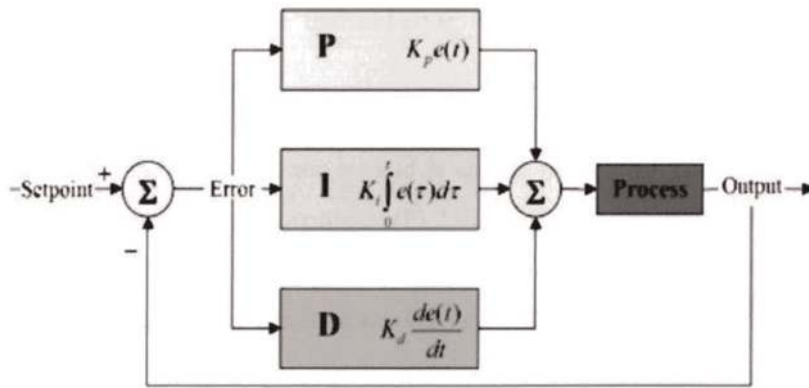 P K_p e(t)
Setpoint
+
Σ
Error
I K_i ∫_0^t e(τ)dτ
Σ
Process
Output
−
D K_d de(t)/dt